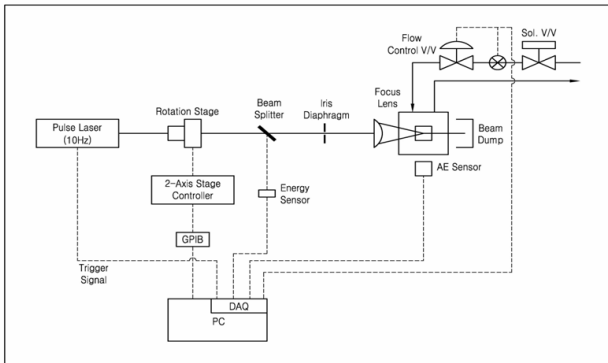 Flow
Control V/V
Sol. V/V
Focus
Lens
Beam
Splitter
Iris
Diaphragm
Rotation Stage
Pulse Laser
(10Hz)
Beam
Dump
AE Sensor
2-Axis Stage
Controller
Energy
Sensor
GPIB
Trigger
Signal
DAQ
PC